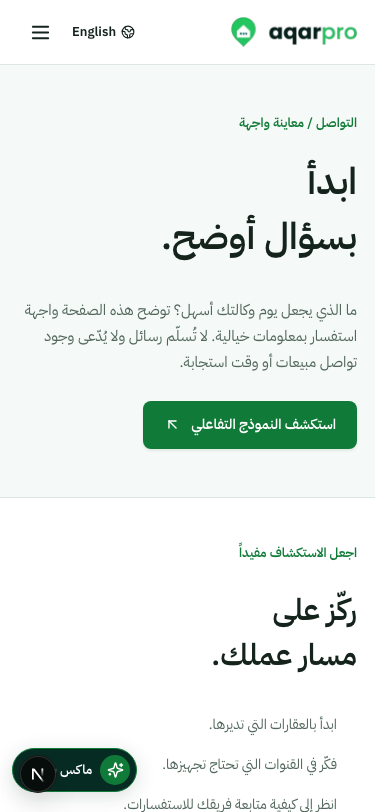 aqarpro
English
التواصل / معاينة واجهة
ابدأ
بسؤال أوضح.
ما الذي يجعل يوم وكالتك أسهل؟ توضح هذه الصفحة واجهة
استفسار بمعلومات خيالية. لا تُسلّم رسائل ولا يُدّعى وجود
تواصل مبيعات أو وقت استجابة.
استكشف النموذج التفاعلي
اجعل الاستكشاف مفيداً
ركّز على
مسار عملك.
ابدأ بالعقارات التي تديرها.
فكّر في القنوات التي تحتاج تجهيزها.
ماكس
N
انظر إلى كيفية متابعة فريقك للاستفسارات.